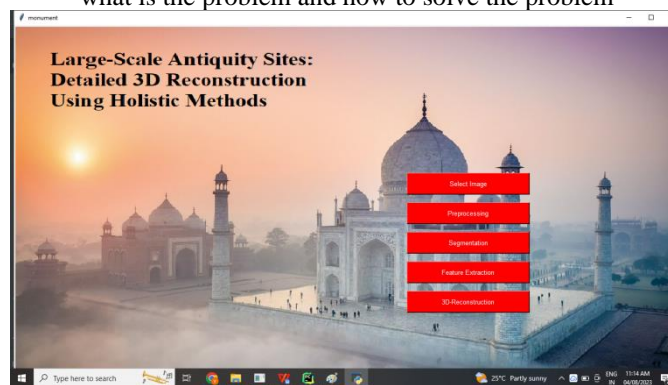 what is the problem and how to solve the problem
monument
Large-Scale Antiquity Sites:
Detailed 3D Reconstruction
Using Holistic Methods
Select Image
Preprocessing
Segmentation
Feature Extraction
3D-Reconstruction
Type here to search
25°C Partly sunny
ENG
IN
11:14 AM
04/08/2023